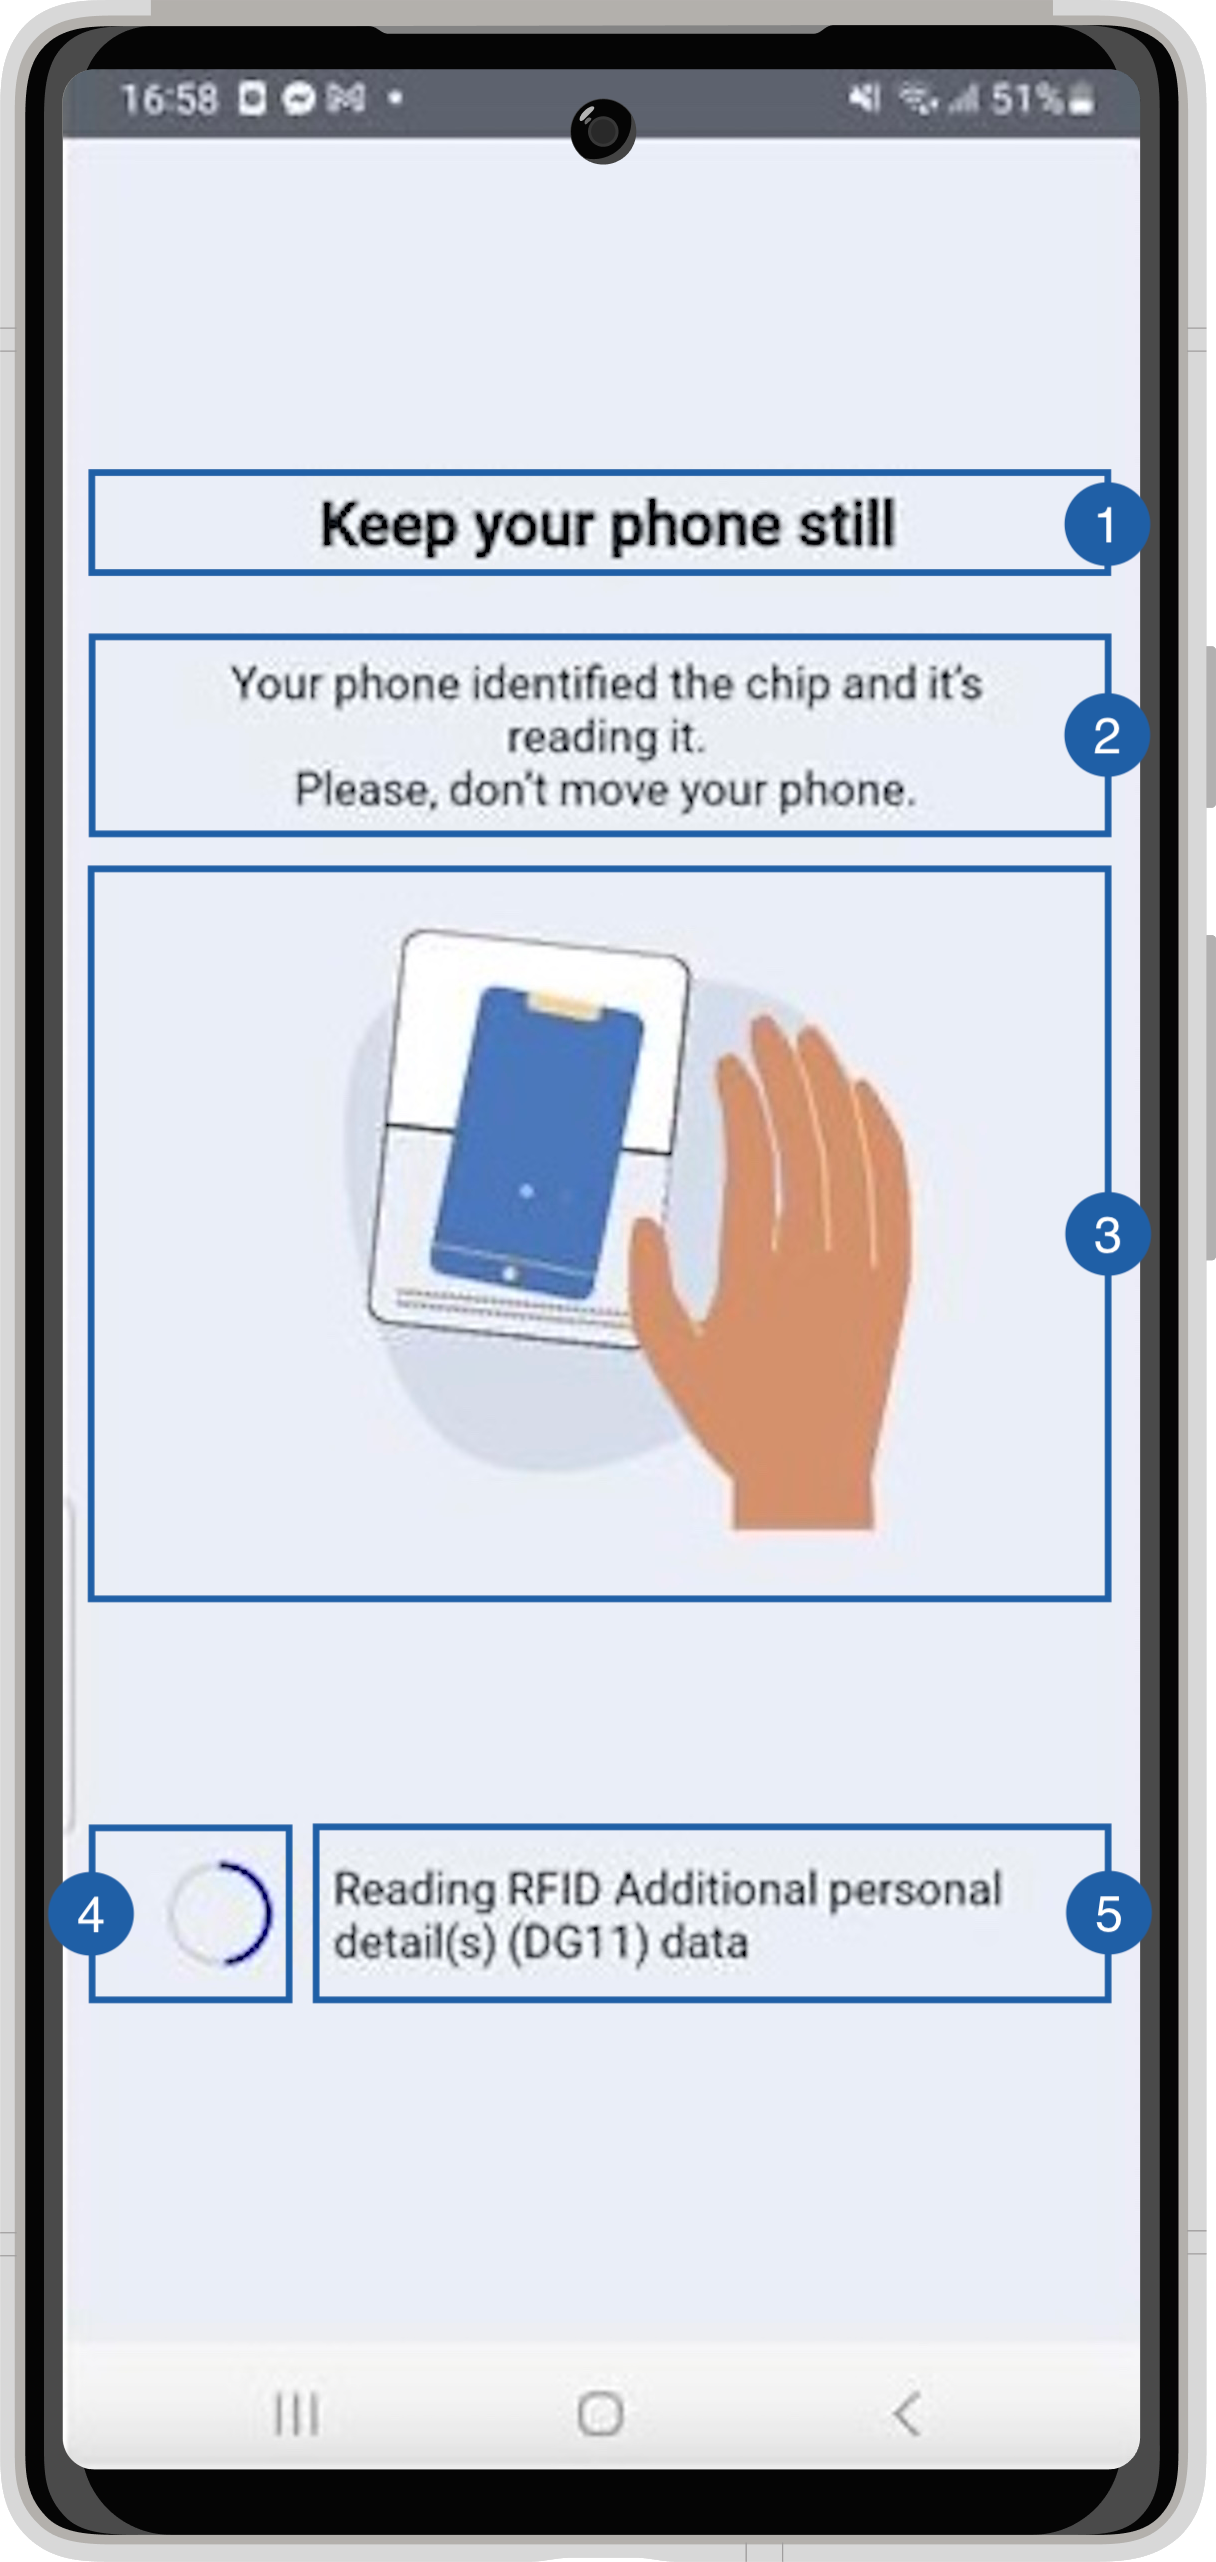 16:58 51%
Keep your phone still
1
Your phone identified the chip and it's
reading it.
Please, don't move your phone.
2
3
4
Reading RFID Additional personal
detail(s) (DG11) data
5